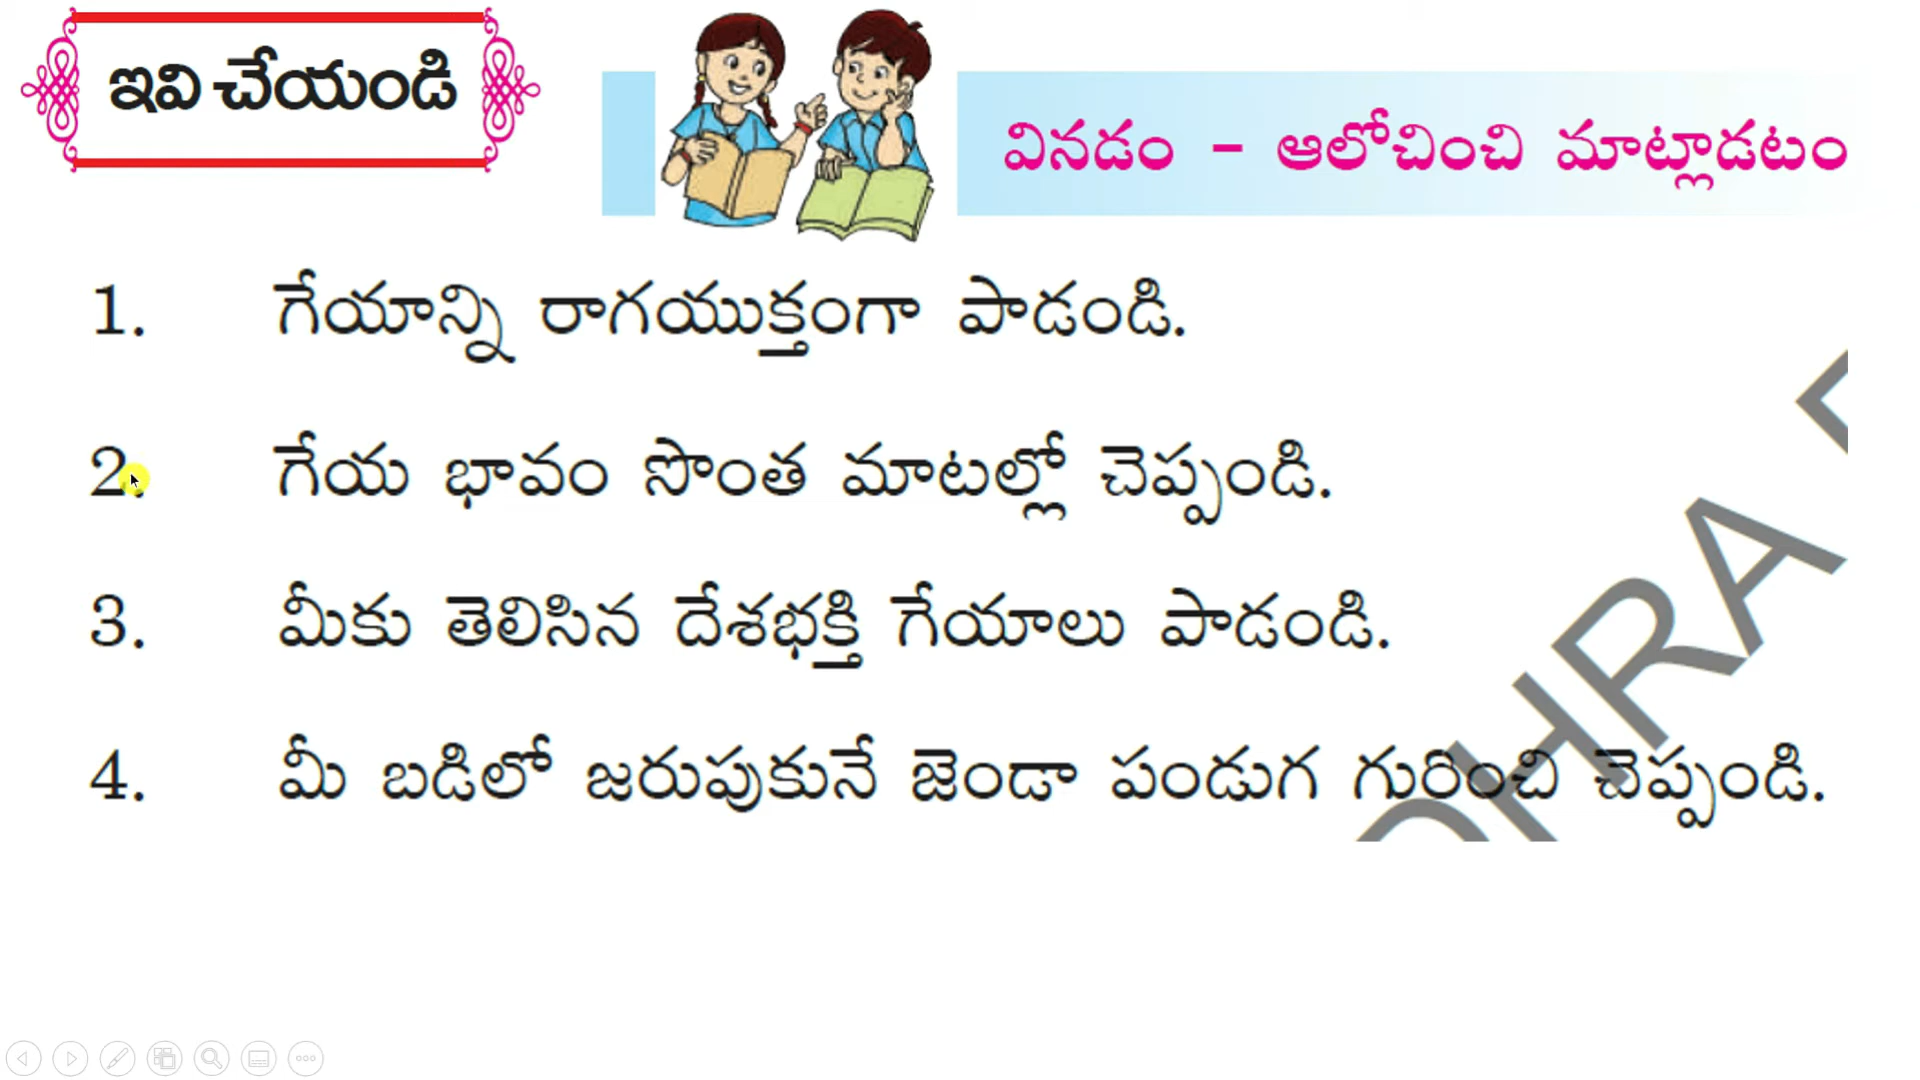 ఇవి చేయండి
వినడం - ఆలోచించి మాట్లాడటం
1. గేయాన్ని రాగయుక్తంగా పాడండి.
2. గేయ భావం సొంత మాటల్లో చెప్పండి.
3. మీకు తెలిసిన దేశభక్తి గేయాలు పాడండి.
4. మీ బడిలో జరుపుకునే జెండా పండుగ గురించి చెప్పండి.